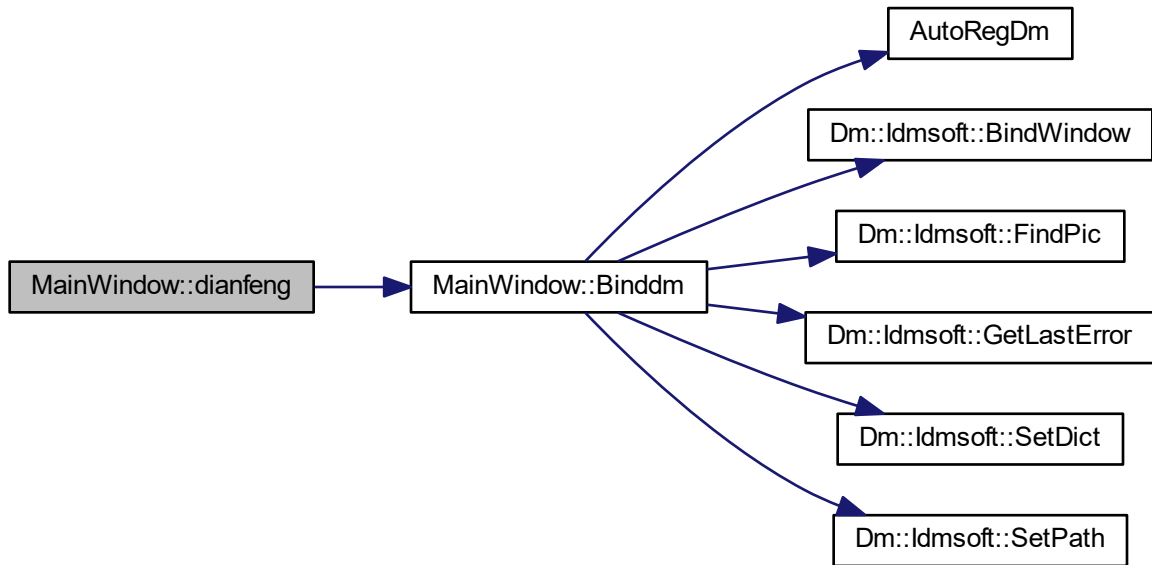 MainWindow::dianfeng
MainWindow::Binddm
AutoRegDm
Dm::Idmsoft::BindWindow
Dm::Idmsoft::FindPic
Dm::Idmsoft::GetLastError
Dm::Idmsoft::SetDict
Dm::Idmsoft::SetPath